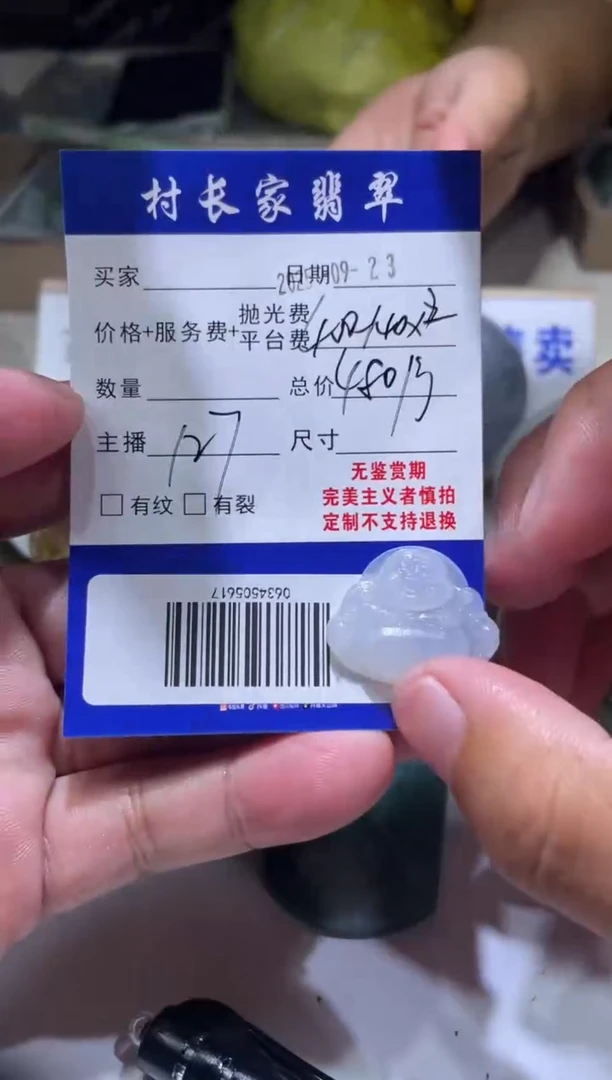 村长家翡翠
买家 日期 09-23
价格+服务费+抛光费/平台费
数量 总价 480
主播 127 尺寸
□有纹 □有裂
无鉴赏期
完美主义者慎拍
定制不支持退换
0634505617
卖